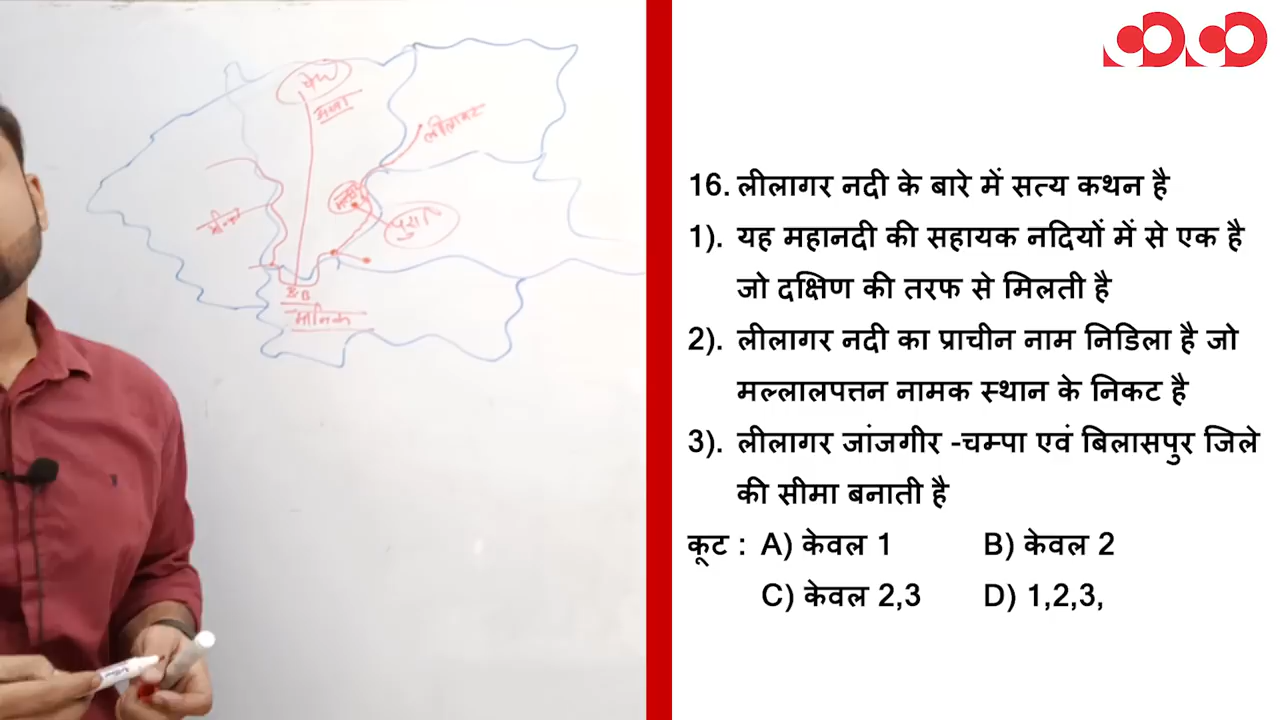 पेण्ड्रा
लीलागर
मनियारी
16. लीलागर नदी के बारे में सत्य कथन है
1). यह महानदी की सहायक नदियों में से एक है
जो दक्षिण की तरफ से मिलती है
2). लीलागर नदी का प्राचीन नाम निडिला है जो
मल्लालपत्तन नामक स्थान के निकट है
3). लीलागर जांजगीर -चम्पा एवं बिलासपुर जिले
की सीमा बनाती है
कूट : A) केवल 1 B) केवल 2
C) केवल 2,3 D) 1,2,3,